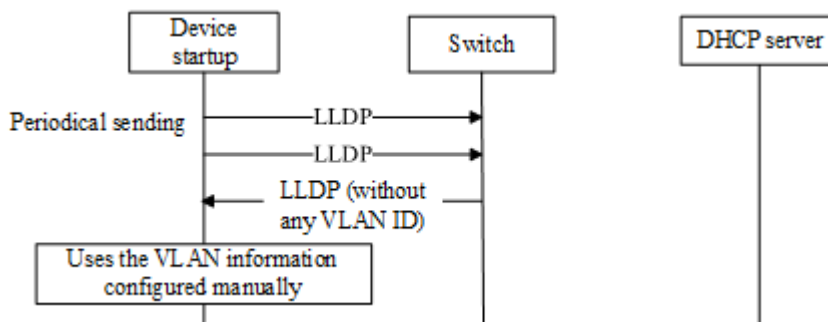 Device
startup
Switch
DHCP server
Periodical sending
LLDP
LLDP
LLDP (without
any VLAN ID)
Uses the VLAN information
configured manually